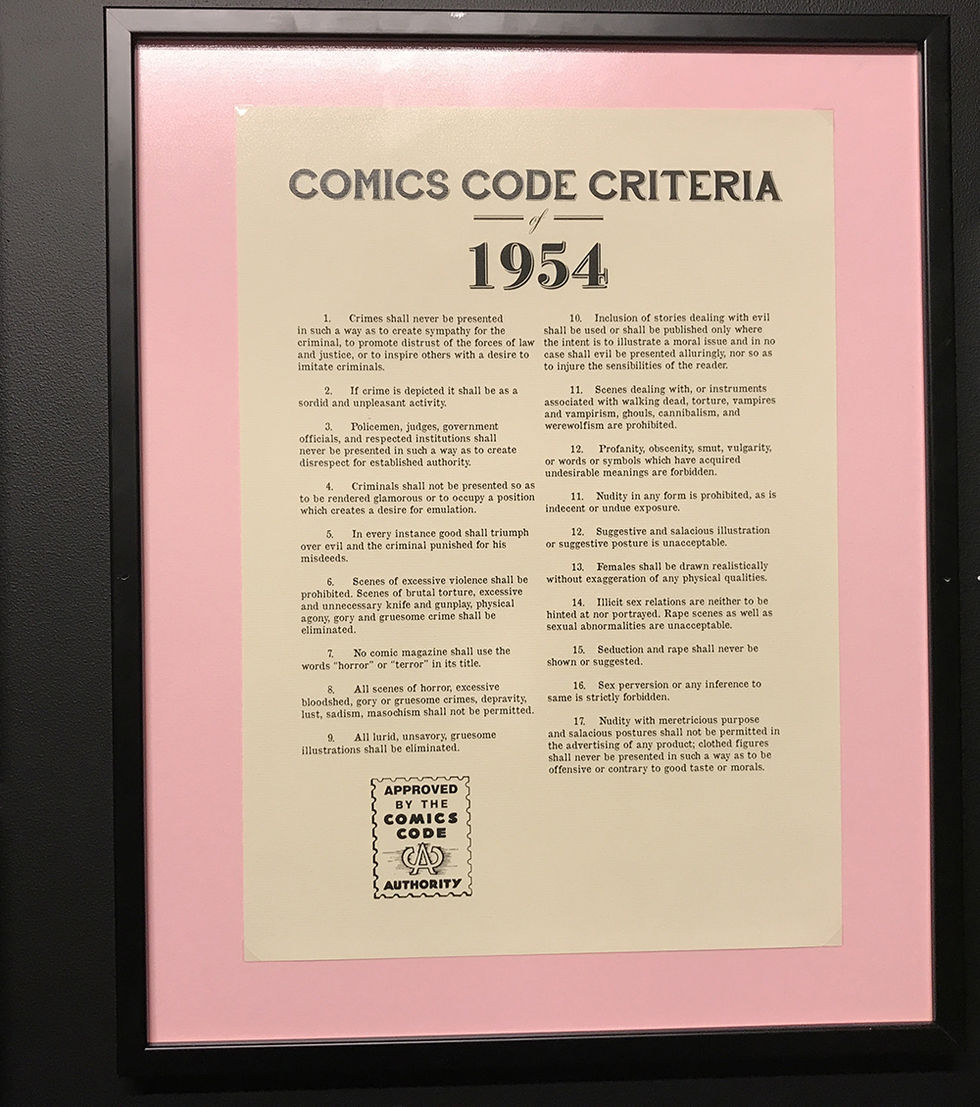 COMICS CODE CRITERIA
of
1954
1. Crimes shall never be presented
in such a way as to create sympathy for the
criminal, to promote distrust of the forces of law
and justice, or to inspire others with a desire to
imitate criminals.
2. If crime is depicted it shall be as a
sordid and unpleasant activity.
3. Policemen, judges, government
officials, and respected institutions shall
never be presented in such a way as to create
disrespect for established authority.
4. Criminals shall not be presented so as
to be rendered glamorous or to occupy a position
which creates a desire for emulation.
5. In every instance good shall triumph
over evil and the criminal punished for his
misdeeds.
6. Scenes of excessive violence shall be
prohibited. Scenes of brutal torture, excessive
and unnecessary knife and gunplay, physical
agony, gory and gruesome crime shall be
eliminated.
7. No comic magazine shall use the
words “horror” or “terror” in its title.
8. All scenes of horror, excessive
bloodshed, gory or gruesome crimes, depravity,
lust, sadism, masochism shall not be permitted.
9. All lurid, unsavory, gruesome
illustrations shall be eliminated.
APPROVED
BY THE
COMICS
CODE
CA
AUTHORITY
10. Inclusion of stories dealing with evil
shall be used or shall be published only where
the intent is to illustrate a moral issue and in no
case shall evil be presented alluringly, nor so as
to injure the sensibilities of the reader.
11. Scenes dealing with, or instruments
associated with walking dead, torture, vampires
and vampirism, ghouls, cannibalism, and
werewolfism are prohibited.
12. Profanity, obscenity, smut, vulgarity,
or words or symbols which have acquired
undesirable meanings are forbidden.
11. Nudity in any form is prohibited, as is
indecent or undue exposure.
12. Suggestive and salacious illustration
or suggestive posture is unacceptable.
13. Females shall be drawn realistically
without exaggeration of any physical qualities.
14. Illicit sex relations are neither to be
hinted at nor portrayed. Rape scenes as well as
sexual abnormalities are unacceptable.
15. Seduction and rape shall never be
shown or suggested.
16. Sex perversion or any inference to
same is strictly forbidden.
17. Nudity with meretricious purpose
and salacious postures shall not be permitted in
the advertising of any product; clothed figures
shall never be presented in such a way as to be
offensive or contrary to good taste or morals.